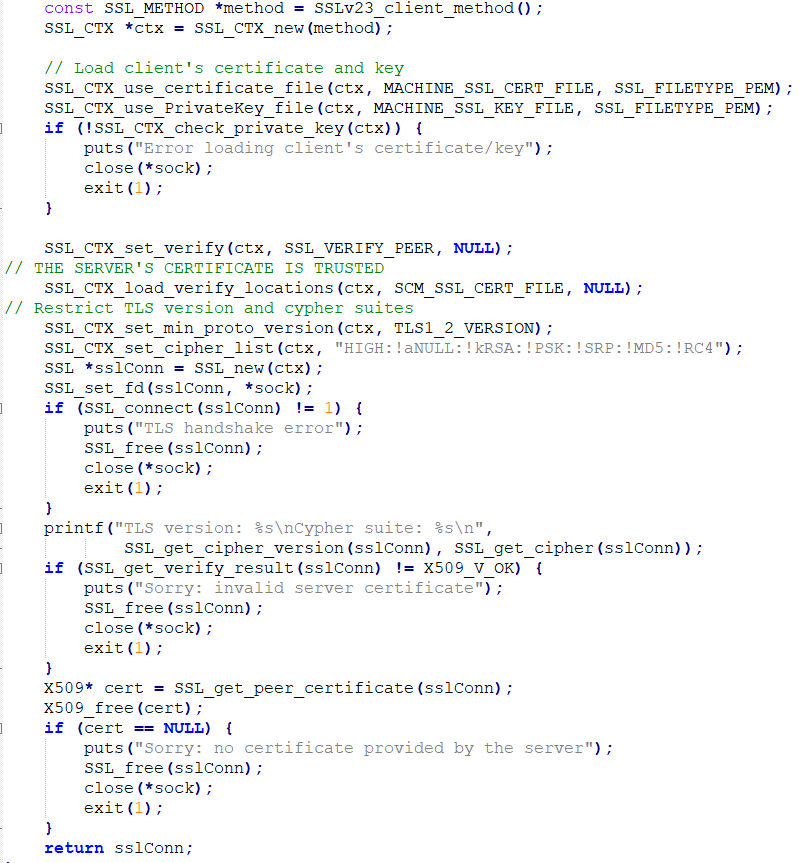 const SSL_METHOD *method = SSLv23_client_method();
SSL_CTX *ctx = SSL_CTX_new(method);
// Load client's certificate and key
SSL_CTX_use_certificate_file(ctx, MACHINE_SSL_CERT_FILE, SSL_FILETYPE_PEM);
SSL_CTX_use_PrivateKey_file(ctx, MACHINE_SSL_KEY_FILE, SSL_FILETYPE_PEM);
if (!SSL_CTX_check_private_key(ctx)) {
puts("Error loading client's certificate/key");
close(*sock);
exit(1);
}
SSL_CTX_set_verify(ctx, SSL_VERIFY_PEER, NULL);
// THE SERVER'S CERTIFICATE IS TRUSTED
SSL_CTX_load_verify_locations(ctx, SCM_SSL_CERT_FILE, NULL);
// Restrict TLS version and cypher suites
SSL_CTX_set_min_proto_version(ctx, TLS1_2_VERSION);
SSL_CTX_set_cipher_list(ctx, "HIGH:!aNULL:!kRSA:!PSK:!SRP:!MD5:!RC4");
SSL *sslConn = SSL_new(ctx);
SSL_set_fd(sslConn, *sock);
if (SSL_connect(sslConn) != 1) {
puts("TLS handshake error");
SSL_free(sslConn);
close(*sock);
exit(1);
}
printf("TLS version: %s\nCypher suite: %s\n",
SSL_get_cipher_version(sslConn), SSL_get_cipher(sslConn));
if (SSL_get_verify_result(sslConn) != X509_V_OK) {
puts("Sorry: invalid server certificate");
SSL_free(sslConn);
close(*sock);
exit(1);
}
X509* cert = SSL_get_peer_certificate(sslConn);
X509_free(cert);
if (cert == NULL) {
puts("Sorry: no certificate provided by the server");
SSL_free(sslConn);
close(*sock);
exit(1);
}
return sslConn;